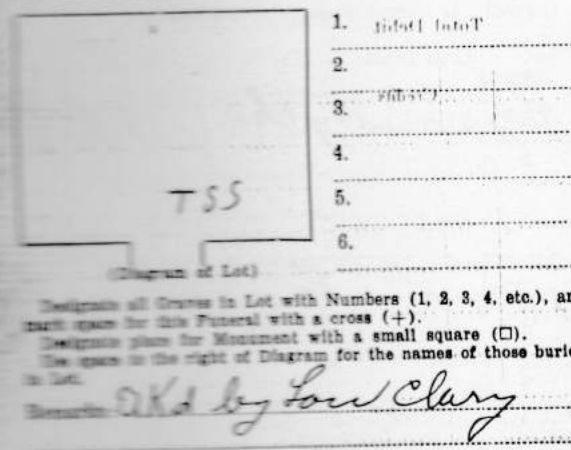 1.
2.
3.
4.
TSS
5.
6.
(Diagram of Lot)
Designate all Graves in Lot with Numbers (1, 2, 3, 4, etc.), an
mark space for this Funeral with a cross (+).
Designate place for Monument with a small square (□).
Use space to the right of Diagram for the names of those burie
in Lot.
Remarks OKd by Lou Clary